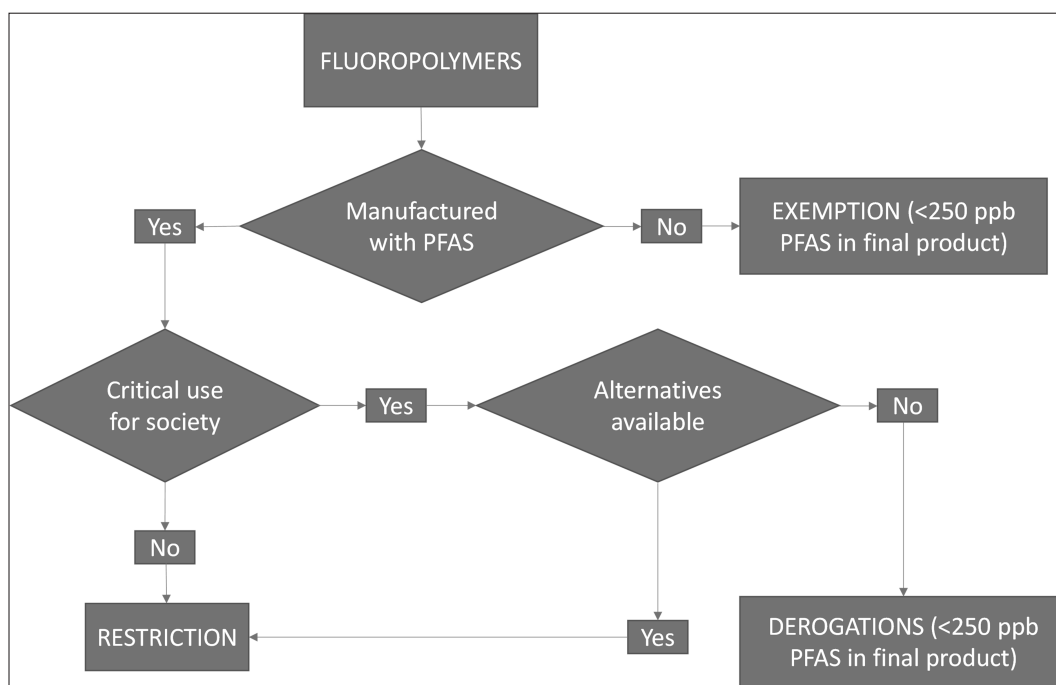 FLUOROPOLYMERS
Manufactured
with PFAS
Yes
No
EXEMPTION (<250 ppb
PFAS in final product)
Critical use
for society
Yes
Alternatives
available
No
No
RESTRICTION
Yes
DEROGATIONS (<250 ppb
PFAS in final product)